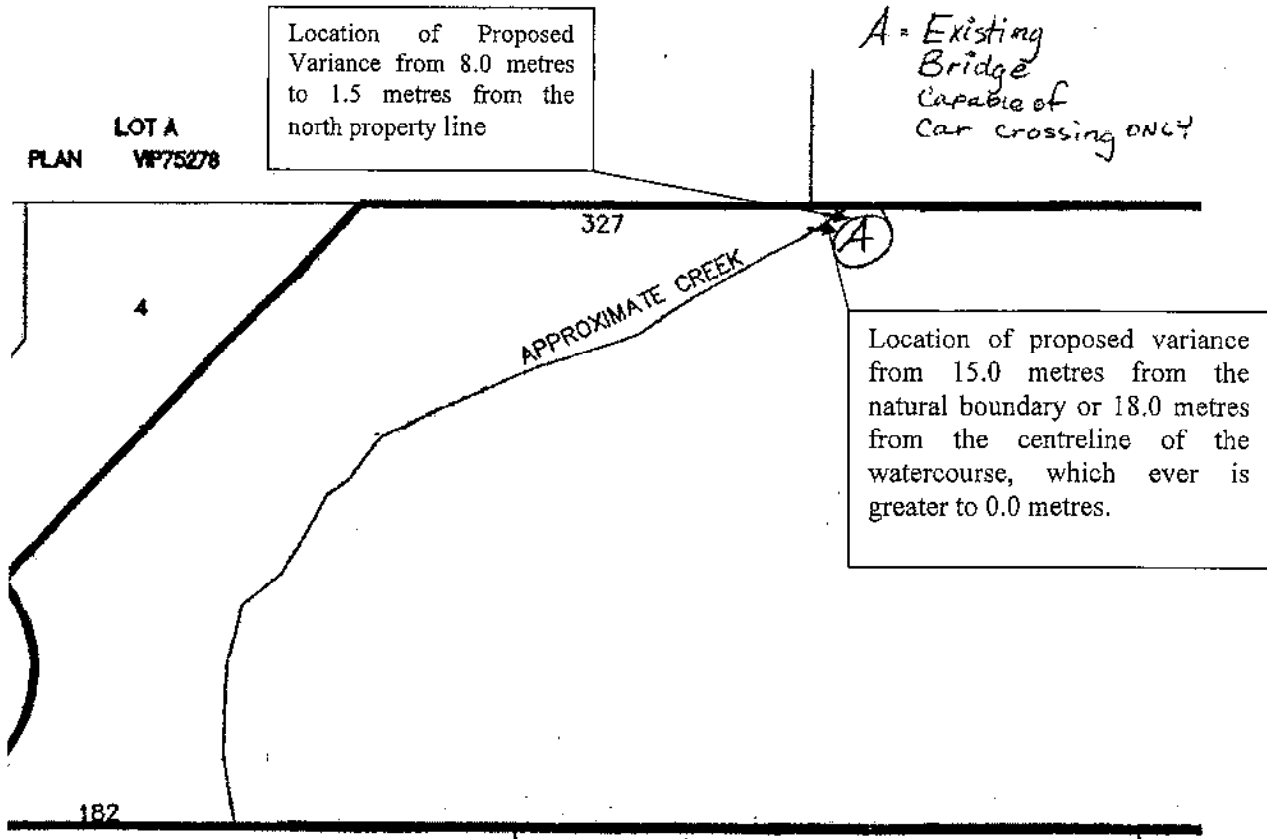 Location of Proposed
Variance from 8.0 metres
to 1.5 metres from the
north property line
A = Existing
Bridge
Capable of
Car crossing ONLY
LOT A
PLAN VIP75278
327
A
4
APPROXIMATE CREEK
Location of proposed variance
from 15.0 metres from the
natural boundary or 18.0 metres
from the centreline of the
watercourse, which ever is
greater to 0.0 metres.
182